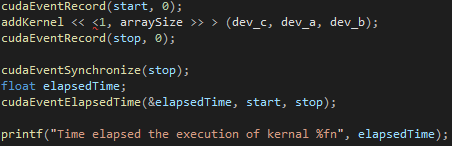 cudaEventRecord(start, 0);
addKernel << <1, arraySize >> > (dev_c, dev_a, dev_b);
cudaEventRecord(stop, 0);
cudaEventSynchronize(stop);
float elapsedTime;
cudaEventElapsedTime(&elapsedTime, start, stop);
printf("Time elapsed the execution of kernal %fn", elapsedTime);